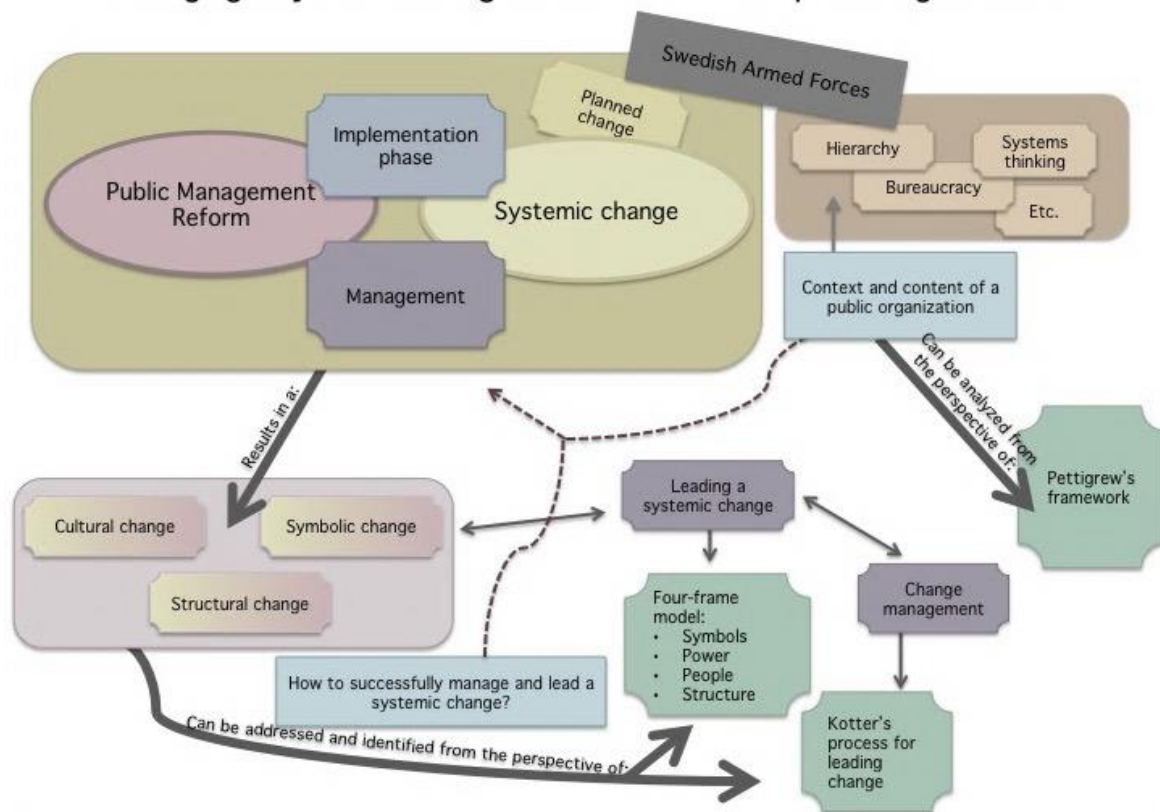 Swedish Armed Forces
Planned
change
Implementation
phase
Public Management
Reform
Systemic change
Management
Hierarchy
Systems
thinking
Bureaucracy
Etc.
Context and content of a
public organization
Results in a:
Can be analyzed from
the perspective of:
Pettigrew's
framework
Cultural change
Symbolic change
Structural change
Leading a
systemic change
Change
management
Four-frame
model:
• Symbols
• Power
• People
• Structure
How to successfully manage and lead a
systemic change?
Kotter's
process for
leading
change
Can be addressed and identified from the perspective of: